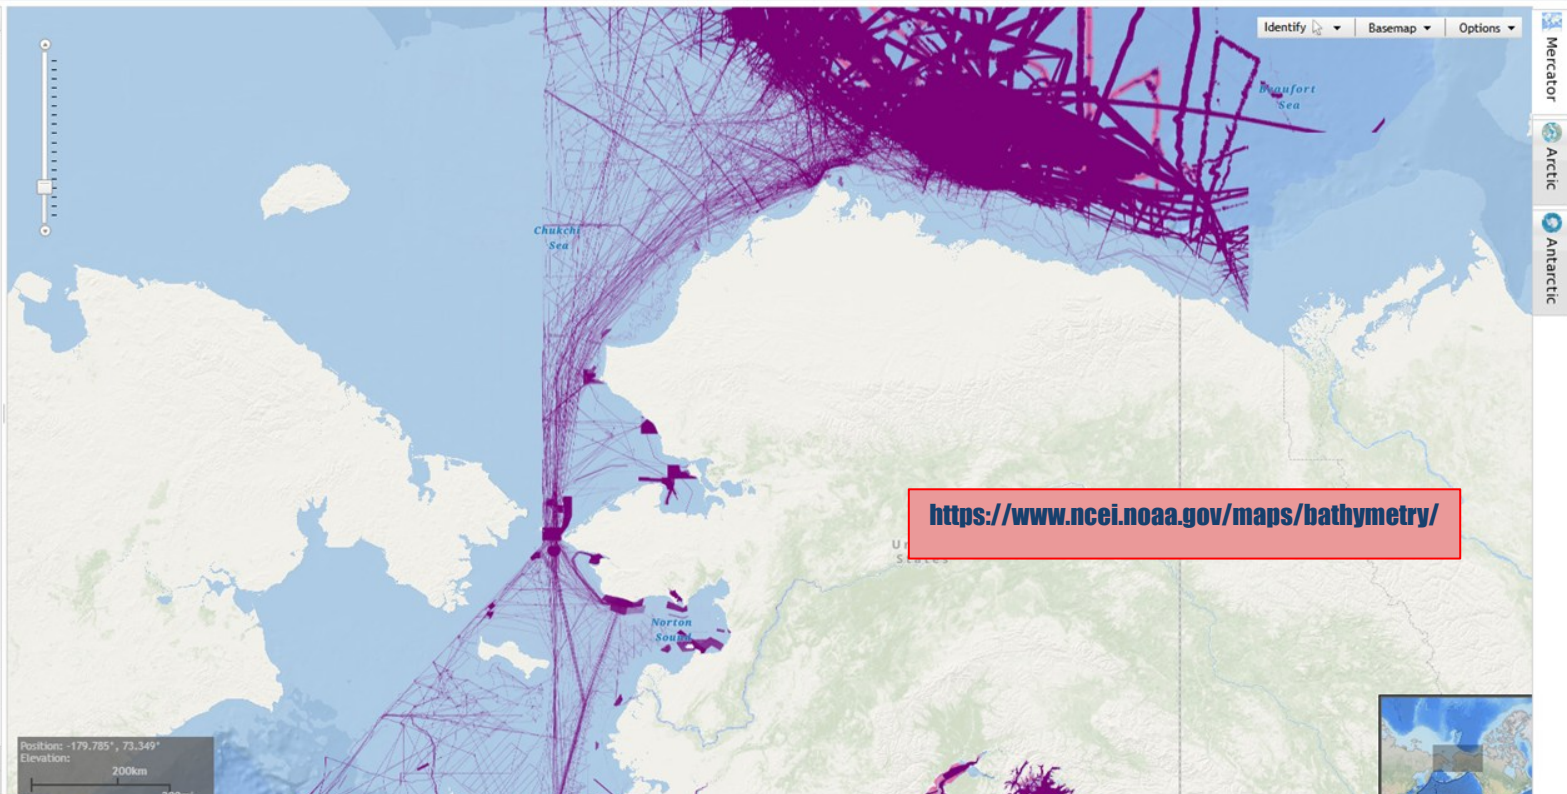 Identify
Basemap
Options
Mercator
Arctic
Antarctic
Beaufort
Sea
Chukchi
Sea
https://www.ncei.noaa.gov/maps/bathymetry/
States
Norton
Sound
Position: -179.785°, 73.349°
Elevation:
200km